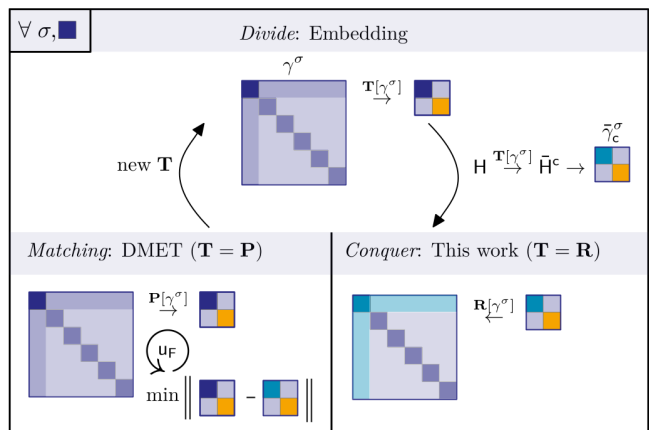 ∀ σ,
Divide: Embedding
γ^σ
T[γ^σ]
→
new T
H T[γ^σ] → H̄^c → γ̄_c^σ
Matching: DMET (T = P)
P[γ^σ]
→
u_F
min ‖ – ‖
Conquer: This work (T = R)
R[γ^σ]
←